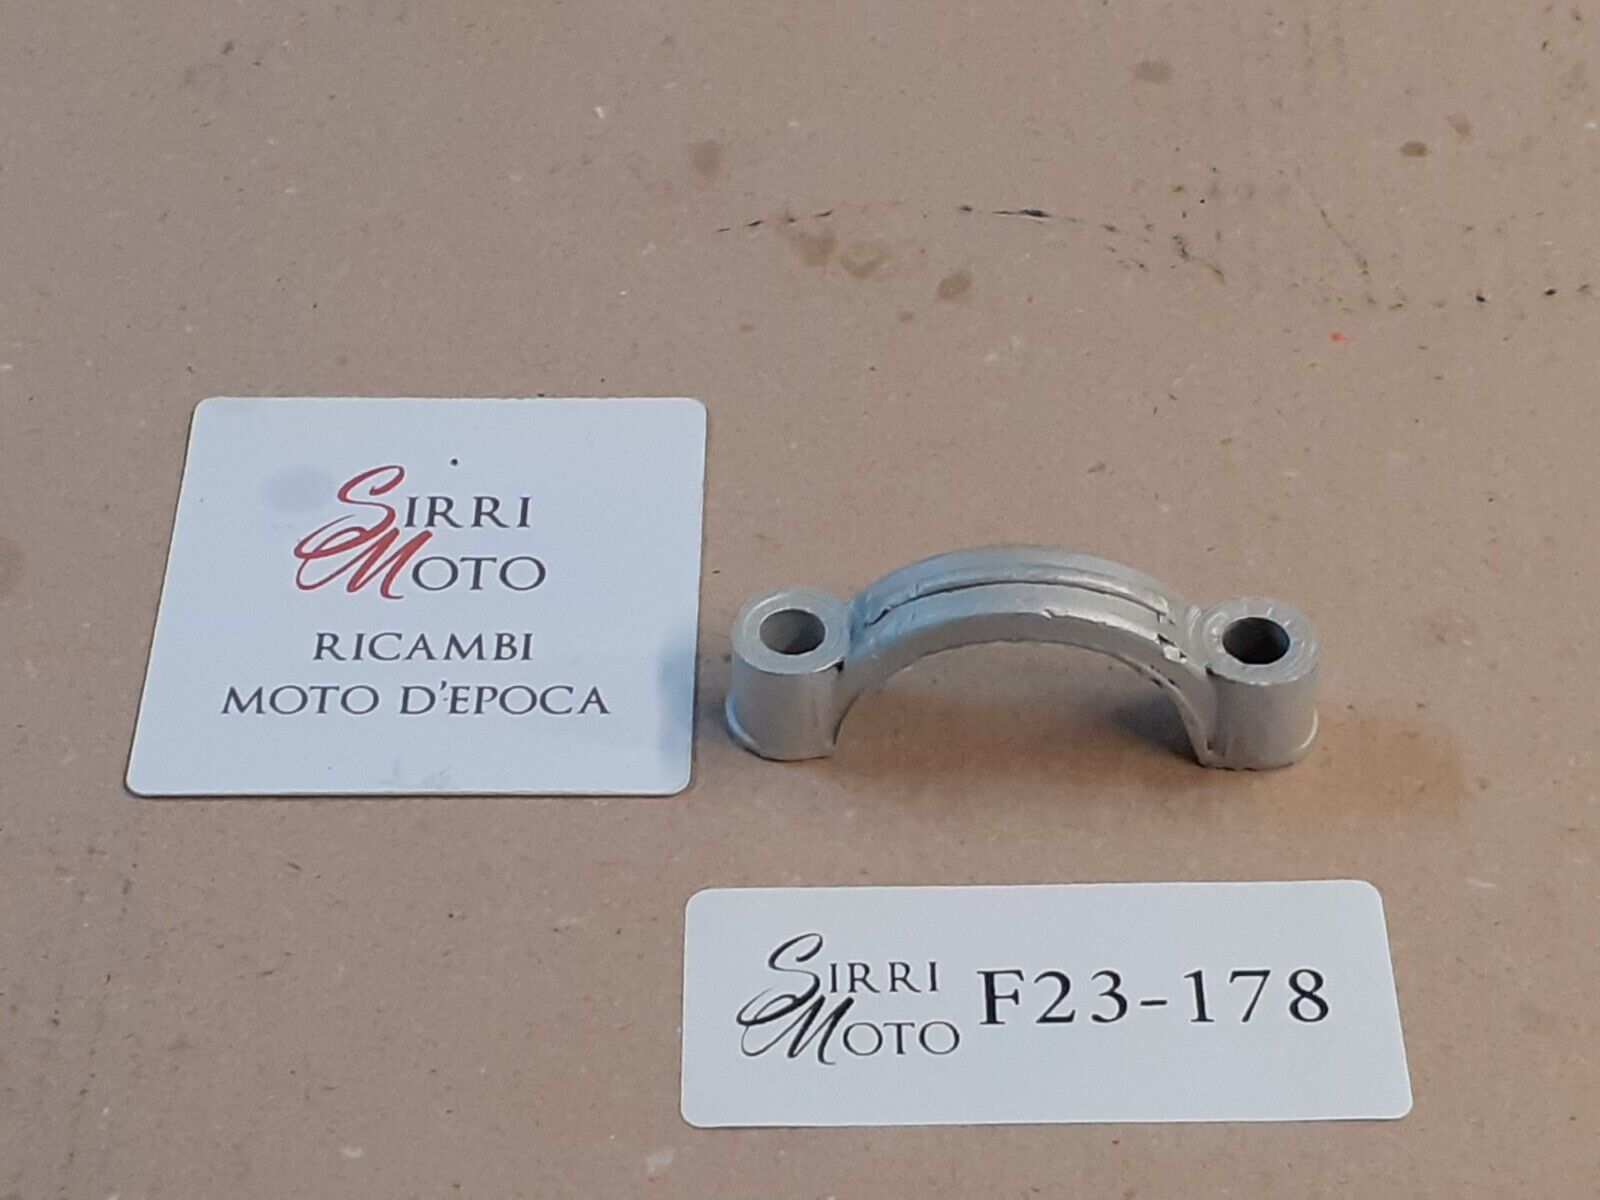 SIRRI
MOTO
RICAMBI
MOTO D'EPOCA
SIRRI
MOTO
F23-178